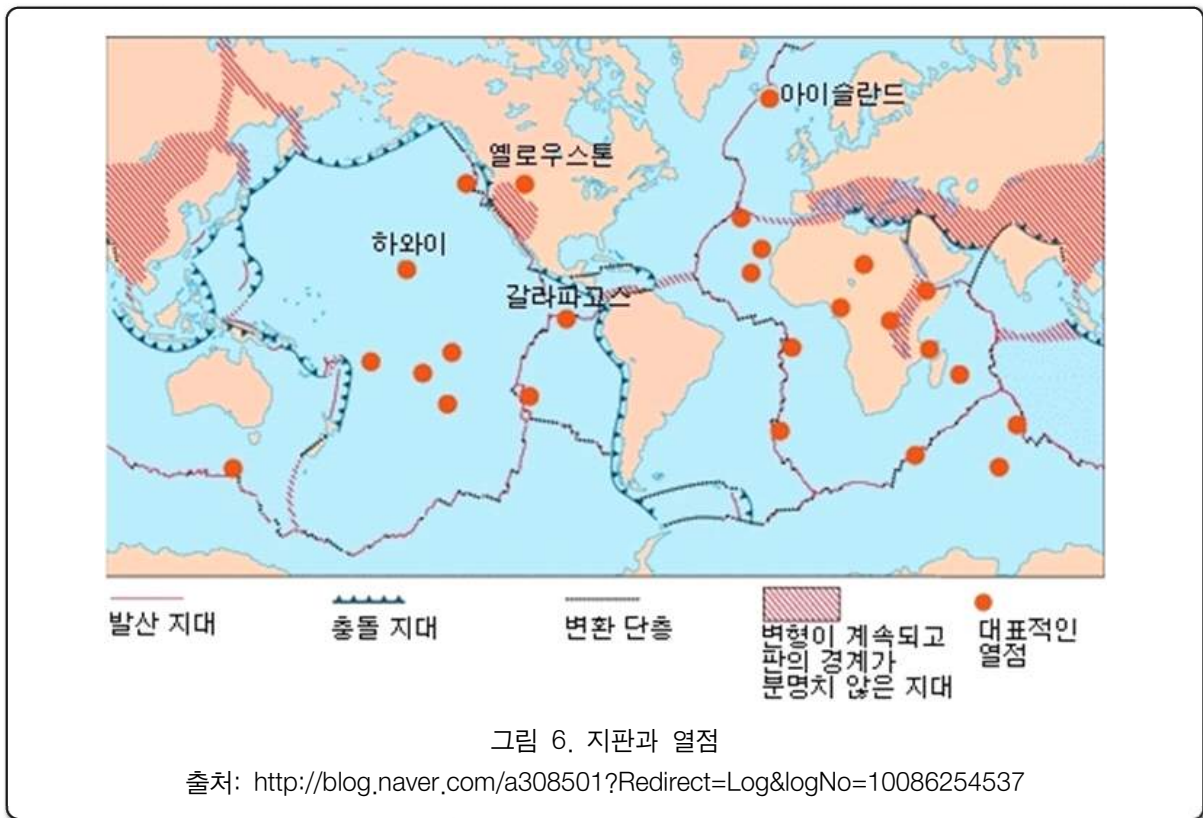 아이슬란드
옐로우스톤
하와이
갈라파고스
발산 지대
충돌 지대
변환 단층
변형이 계속되고
판의 경계가
분명치 않은 지대
대표적인
열점
그림 6. 지판과 열점
출처: http://blog.naver.com/a308501?Redirect=Log&logNo=10086254537